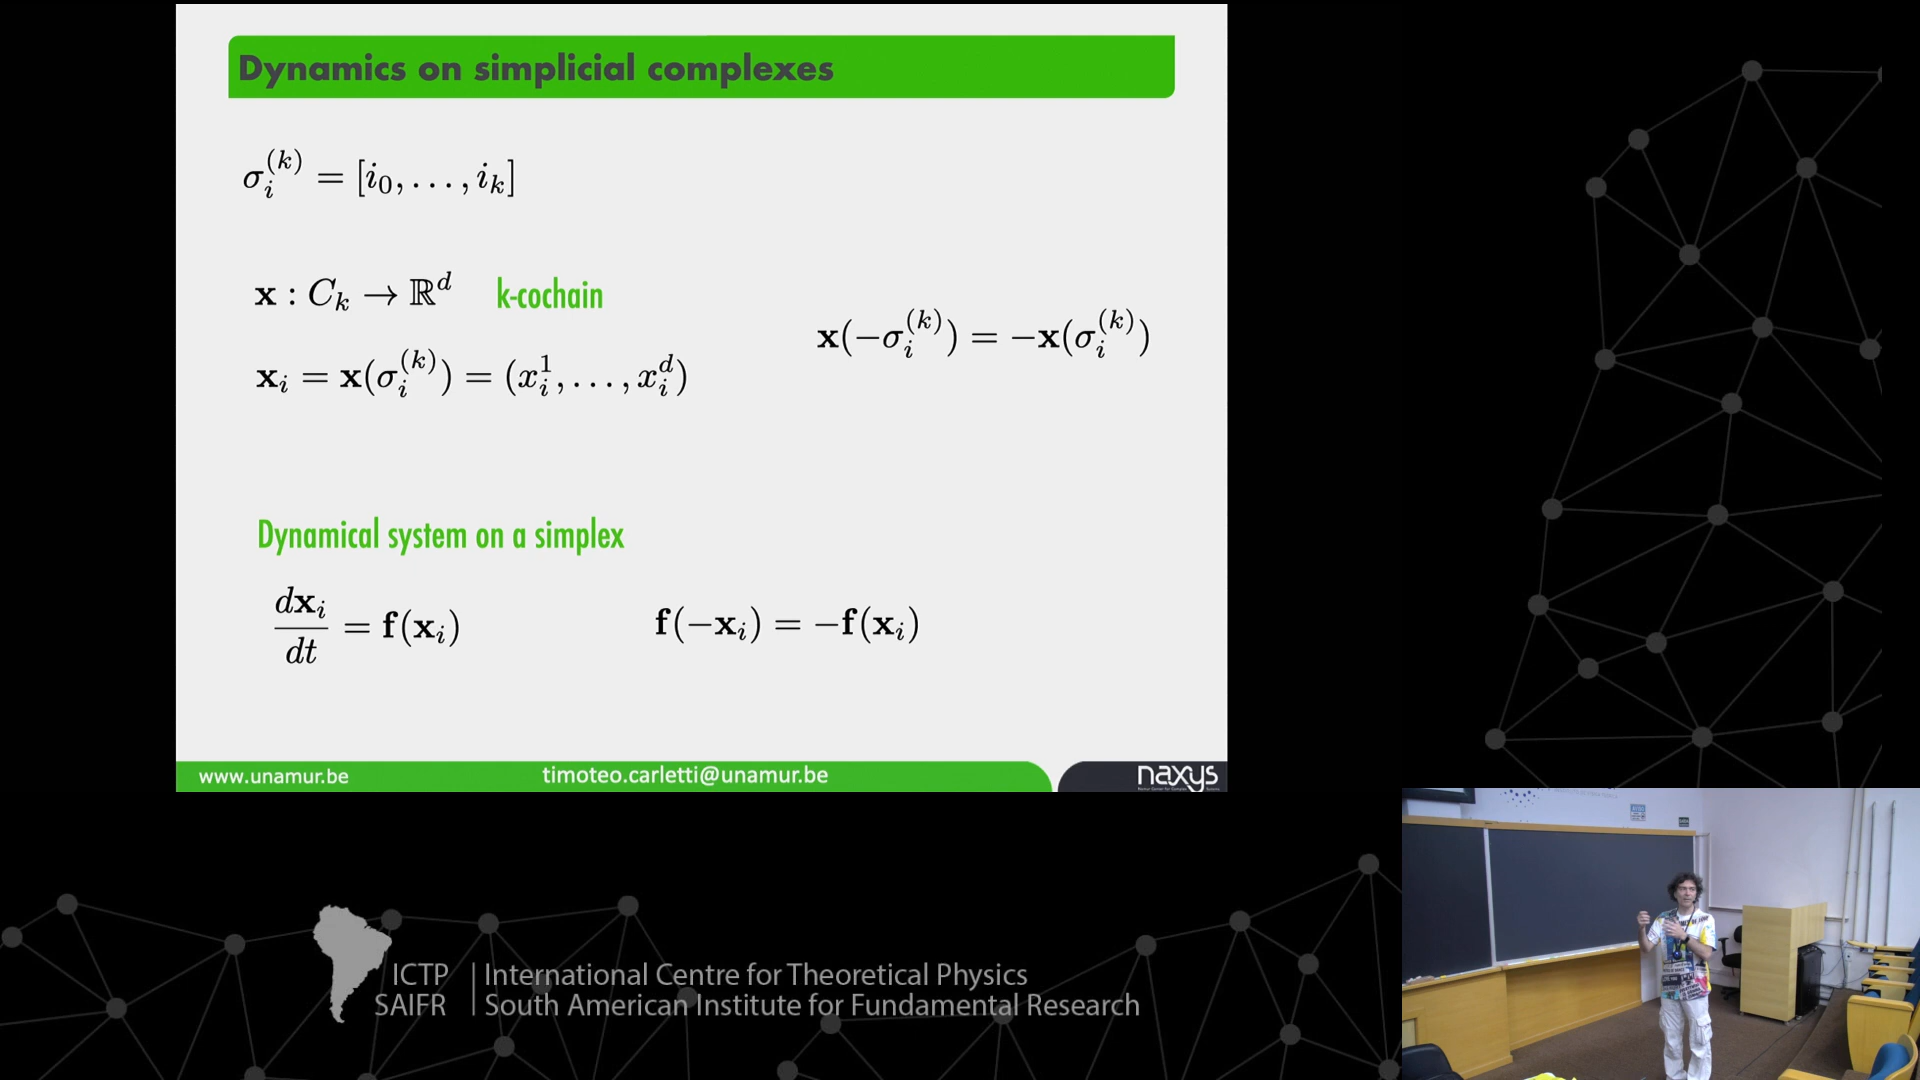 Dynamics on simplicial complexes
σ_i^{(k)} = [i_0, . . . , i_k]
x : C_k → ℝ^d k-cochain
x(−σ_i^{(k)}) = −x(σ_i^{(k)})
x_i = x(σ_i^{(k)}) = (x_i^1, . . . , x_i^d)
Dynamical system on a simplex
dx_i/dt = f(x_i) f(−x_i) = −f(x_i)
www.unamur.be timoteo.carletti@unamur.be naxys
ICTP | International Centre for Theoretical Physics
SAIFR | South American Institute for Fundamental Research